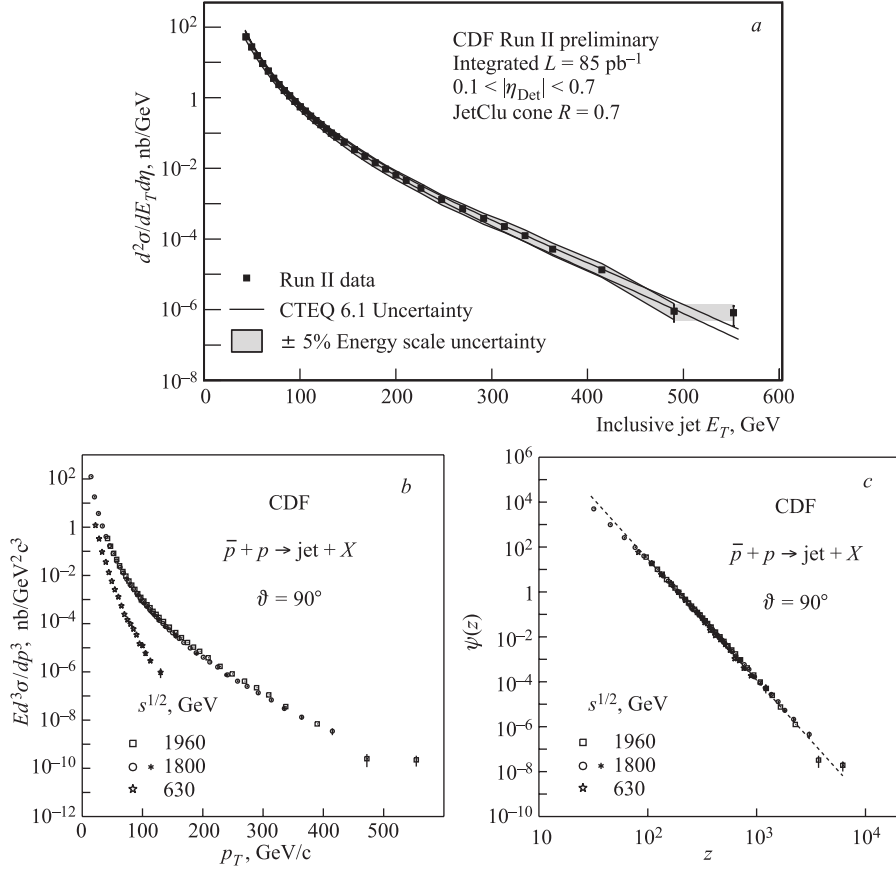 a
CDF Run II preliminary
Integrated L = 85 pb⁻¹
0.1 < |η_Det| < 0.7
JetClu cone R = 0.7
d²σ/dE_T dη, nb/GeV
10²
1
10⁻²
10⁻⁴
10⁻⁶
10⁻⁸
Run II data
CTEQ 6.1 Uncertainty
± 5% Energy scale uncertainty
0 100 200 300 400 500 600
Inclusive jet E_T, GeV
b
CDF
p̄ + p → jet + X
ϑ = 90°
Ed³σ/dp³, nb/GeV²c³
10²
1
10⁻²
10⁻⁴
10⁻⁶
10⁻⁸
10⁻¹⁰
10⁻¹²
s^1/2, GeV
1960
1800
630
0 100 200 300 400 500
p_T, GeV/c
c
CDF
p̄ + p → jet + X
ϑ = 90°
ψ(z)
10⁶
10⁴
10²
1
10⁻²
10⁻⁴
10⁻⁶
10⁻⁸
10⁻¹⁰
s^1/2, GeV
1960
1800
630
10 10² 10³ 10⁴
z